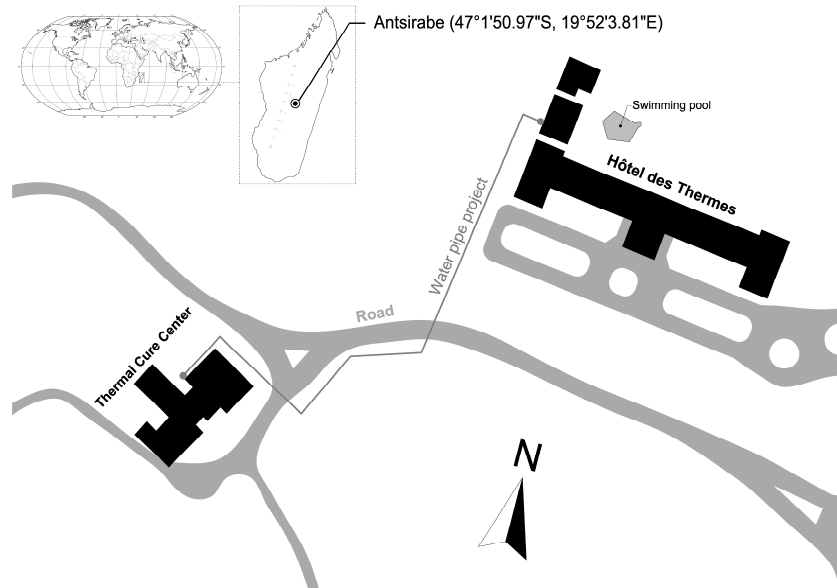 Antsirabe (47°1'50.97"S, 19°52'3.81"E)
Swimming pool
Hôtel des Thermes
Water pipe project
Road
Thermal Cure Center
N